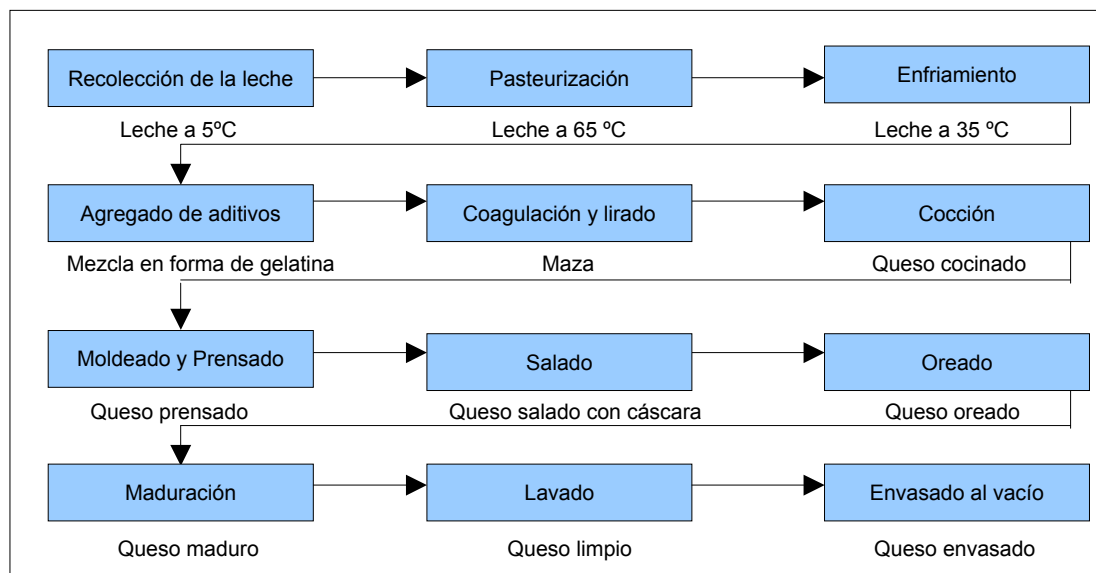 Recolección de la leche
Pasteurización
Enfriamiento
Leche a 5ºC
Leche a 65 ºC
Leche a 35 ºC
Agregado de aditivos
Coagulación y lirado
Cocción
Mezcla en forma de gelatina
Maza
Queso cocinado
Moldeado y Prensado
Salado
Oreado
Queso prensado
Queso salado con cáscara
Queso oreado
Maduración
Lavado
Envasado al vacío
Queso maduro
Queso limpio
Queso envasado